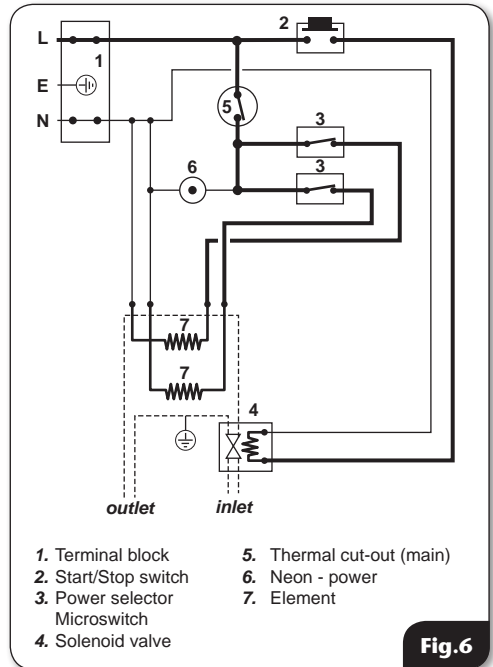 L
E
N
1
2
5
3
3
6
7
7
4
outlet
inlet
1. Terminal block
2. Start/Stop switch
3. Power selector
Microswitch
4. Solenoid valve
5. Thermal cut-out (main)
6. Neon - power
7. Element
Fig.6